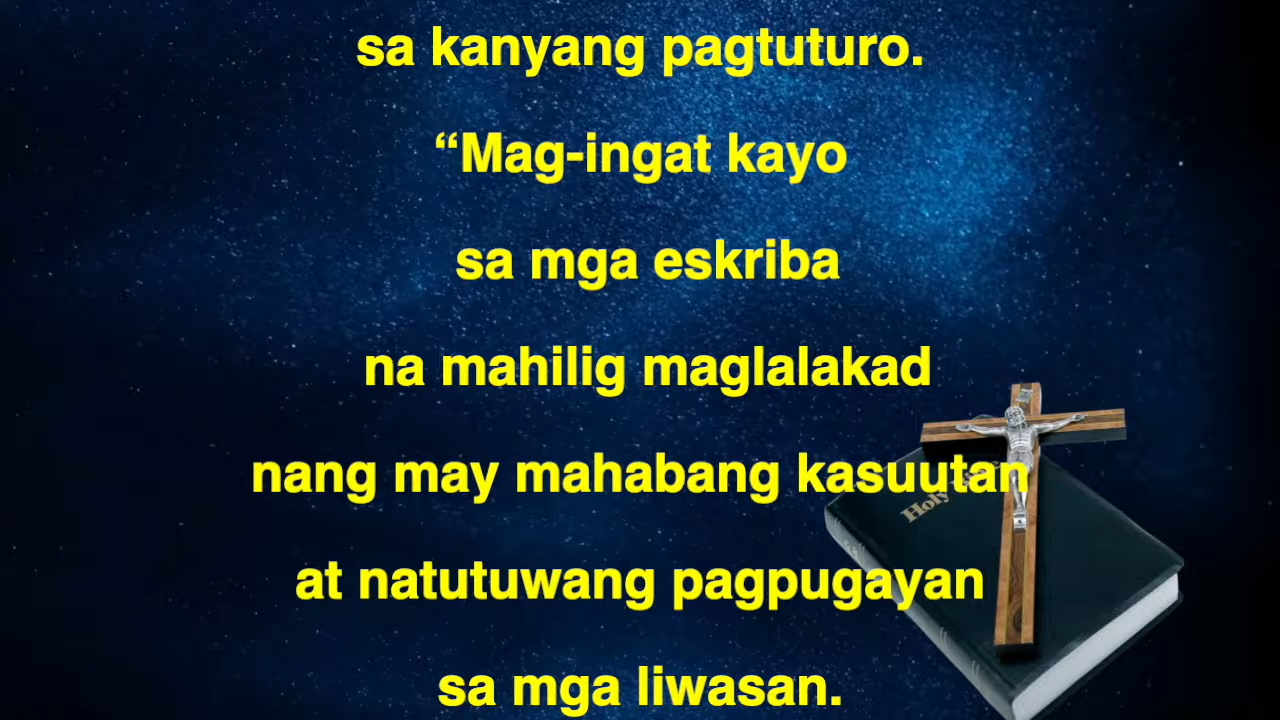 sa kanyang pagtuturo.
“Mag-ingat kayo
sa mga eskriba
na mahilig maglalakad
nang may mahabang kasuutan
Holy
at natutuwang pagpugayan
sa mga liwasan.